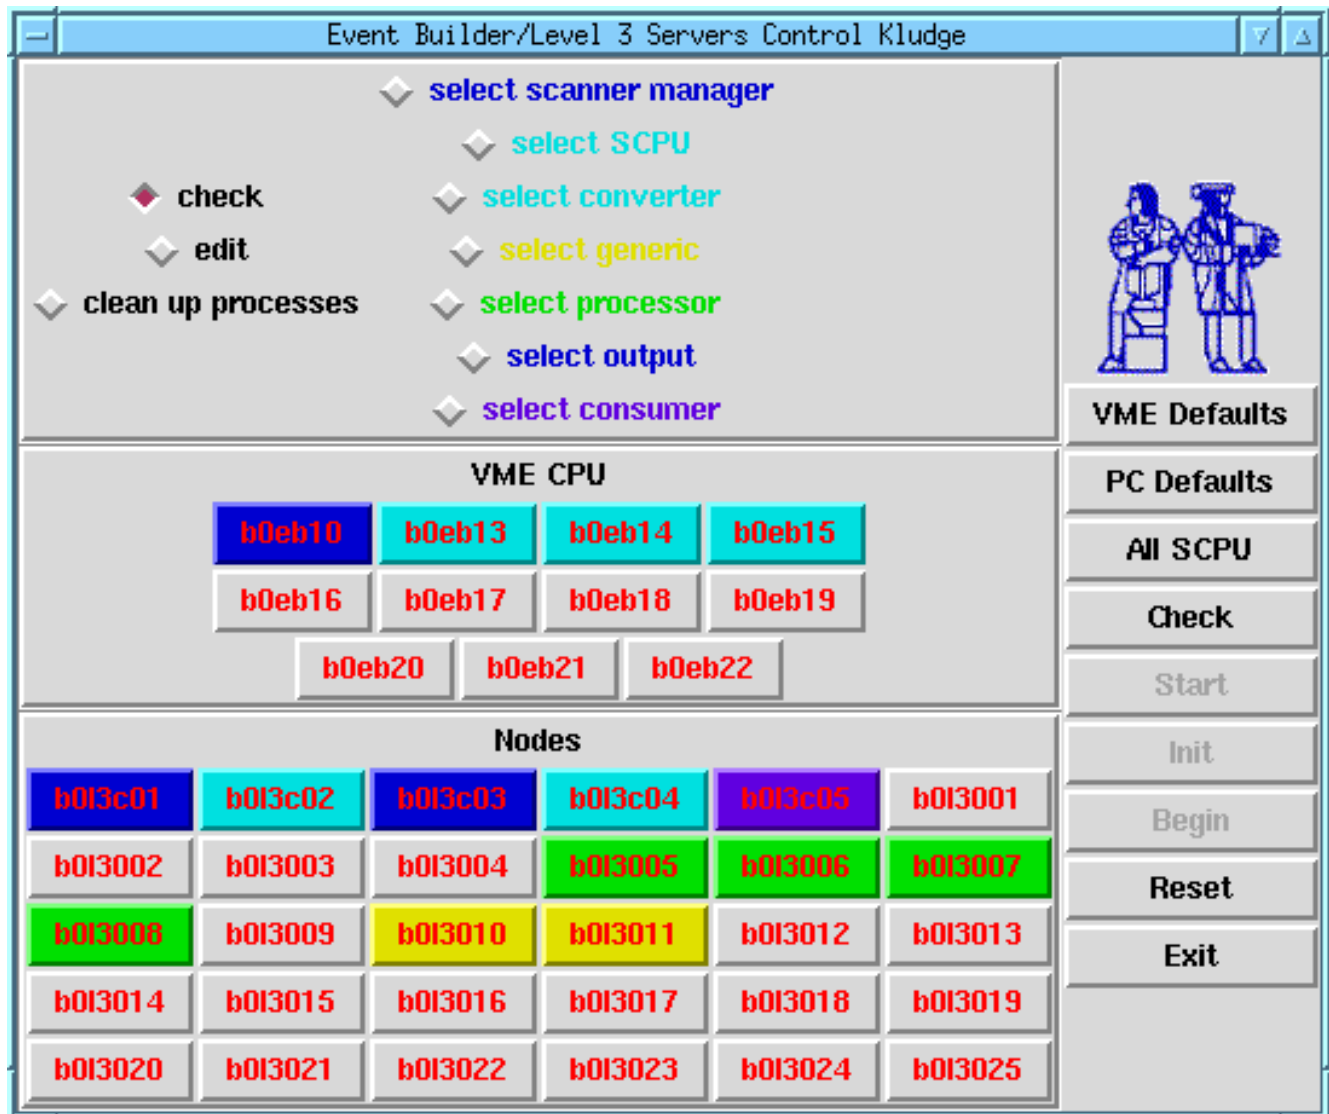 Event Builder/Level 3 Servers Control Kludge
select scanner manager
select SCPU
check
select converter
edit
select generic
clean up processes
select processor
select output
select consumer
VME CPU
b0eb10 b0eb13 b0eb14 b0eb15
b0eb16 b0eb17 b0eb18 b0eb19
b0eb20 b0eb21 b0eb22
Nodes
b0l3c01 b0l3c02 b0l3c03 b0l3c04 b0l3c05 b0l3001
b0l3002 b0l3003 b0l3004 b0l3005 b0l3006 b0l3007
b0l3008 b0l3009 b0l3010 b0l3011 b0l3012 b0l3013
b0l3014 b0l3015 b0l3016 b0l3017 b0l3018 b0l3019
b0l3020 b0l3021 b0l3022 b0l3023 b0l3024 b0l3025
VME Defaults
PC Defaults
All SCPU
Check
Start
Init
Begin
Reset
Exit